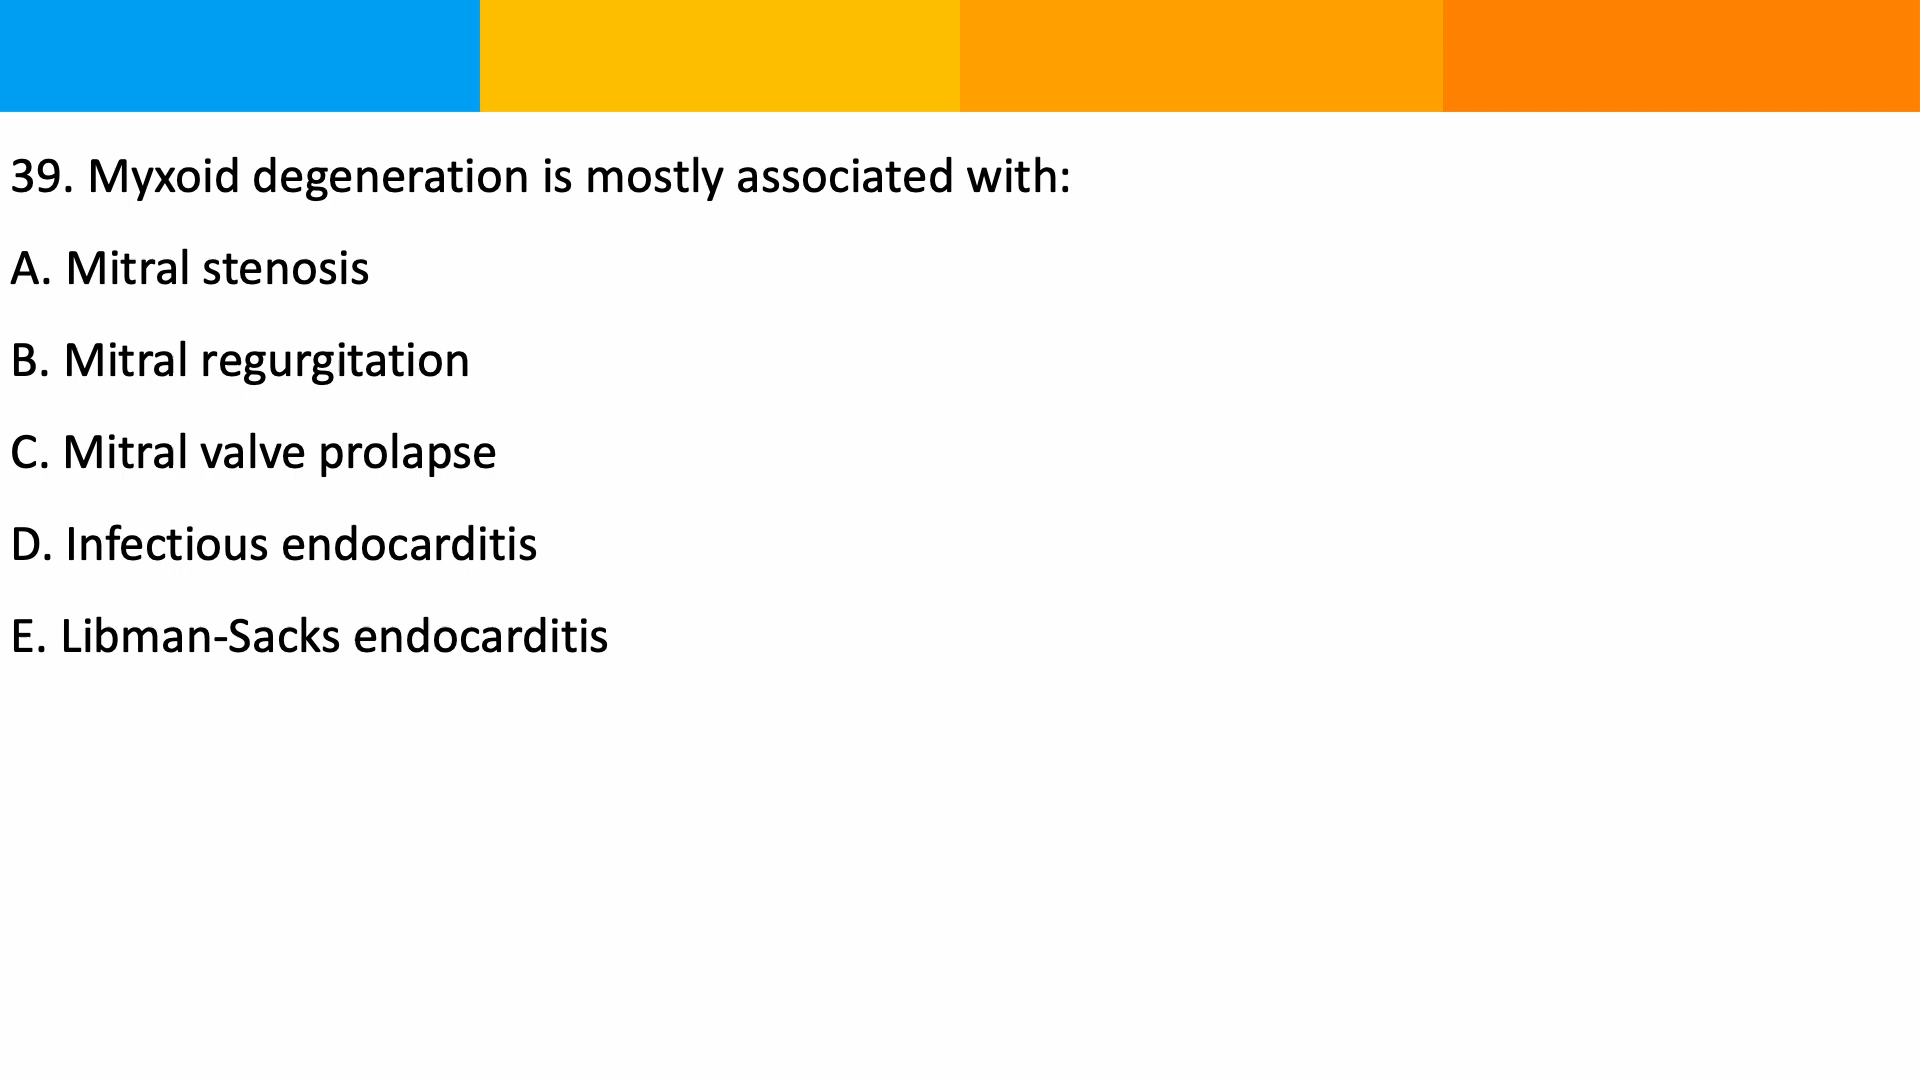 39. Myxoid degeneration is mostly associated with:
A. Mitral stenosis
B. Mitral regurgitation
C. Mitral valve prolapse
D. Infectious endocarditis
E. Libman-Sacks endocarditis